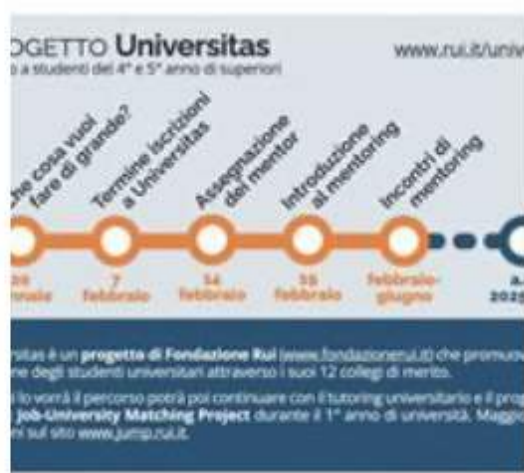 OGETTO Universitas
www.rui.it/univ
o a studenti del 4° e 5° anno di superiori
he cosa vuoi
fare di grande?
Termine iscrizioni
a Universitas
Assegnazione
del mentor
Introduzione
al mentoring
Incontri di
mentoring
7
febbraio
14
febbraio
febbraio
febbraio-
giugno
a.
2025
rsitas è un progetto di Fondazione Rui (www.fondazionerui.it) che promuov
ne degli studenti universitari attraverso i suoi 12 collegi di merito.
lo vorrà il percorso potrà poi continuare con il tutoring universitario e il prog
Job-University Matching Project durante il 1° anno di università. Maggio
ni sul sito www.jump.rui.it.